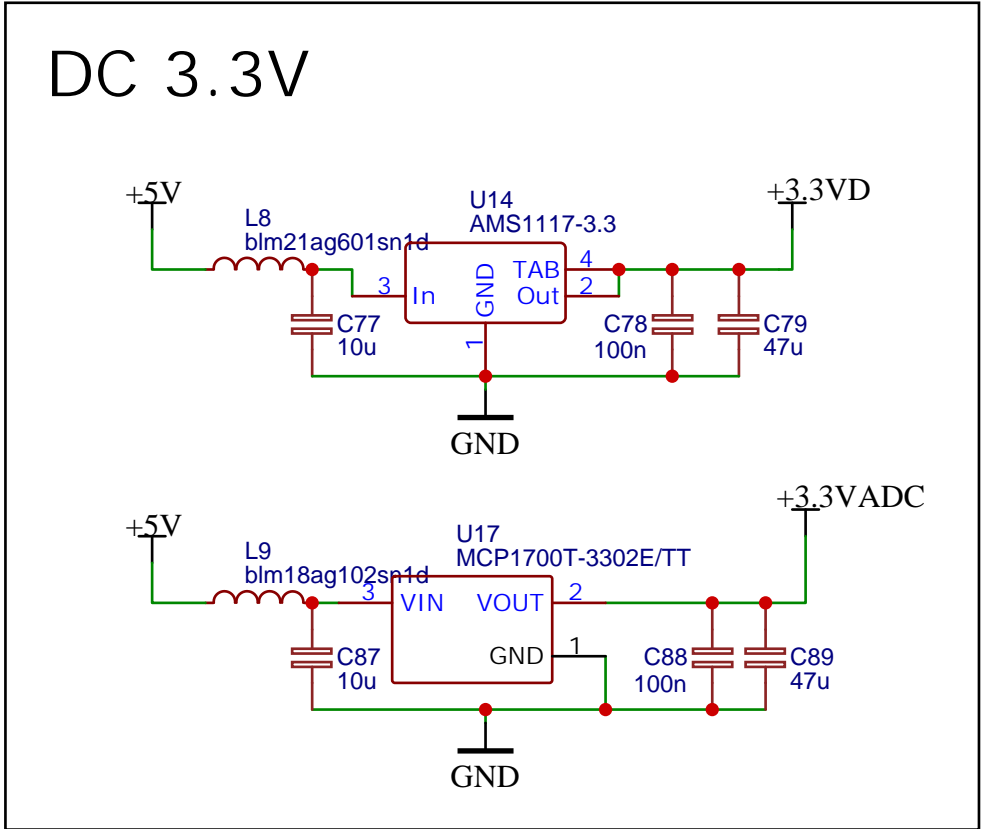 DC 3.3V
+5V
L8
blm21ag601sn1d
U14
AMS1117-3.3
+3.3VD
3
In
GND
1
TAB
4
Out
2
C77
10u
C78
100n
C79
47u
GND
+5V
L9
blm18ag102sn1d
U17
MCP1700T-3302E/TT
+3.3VADC
3
VIN
VOUT
2
GND
1
C87
10u
C88
100n
C89
47u
GND